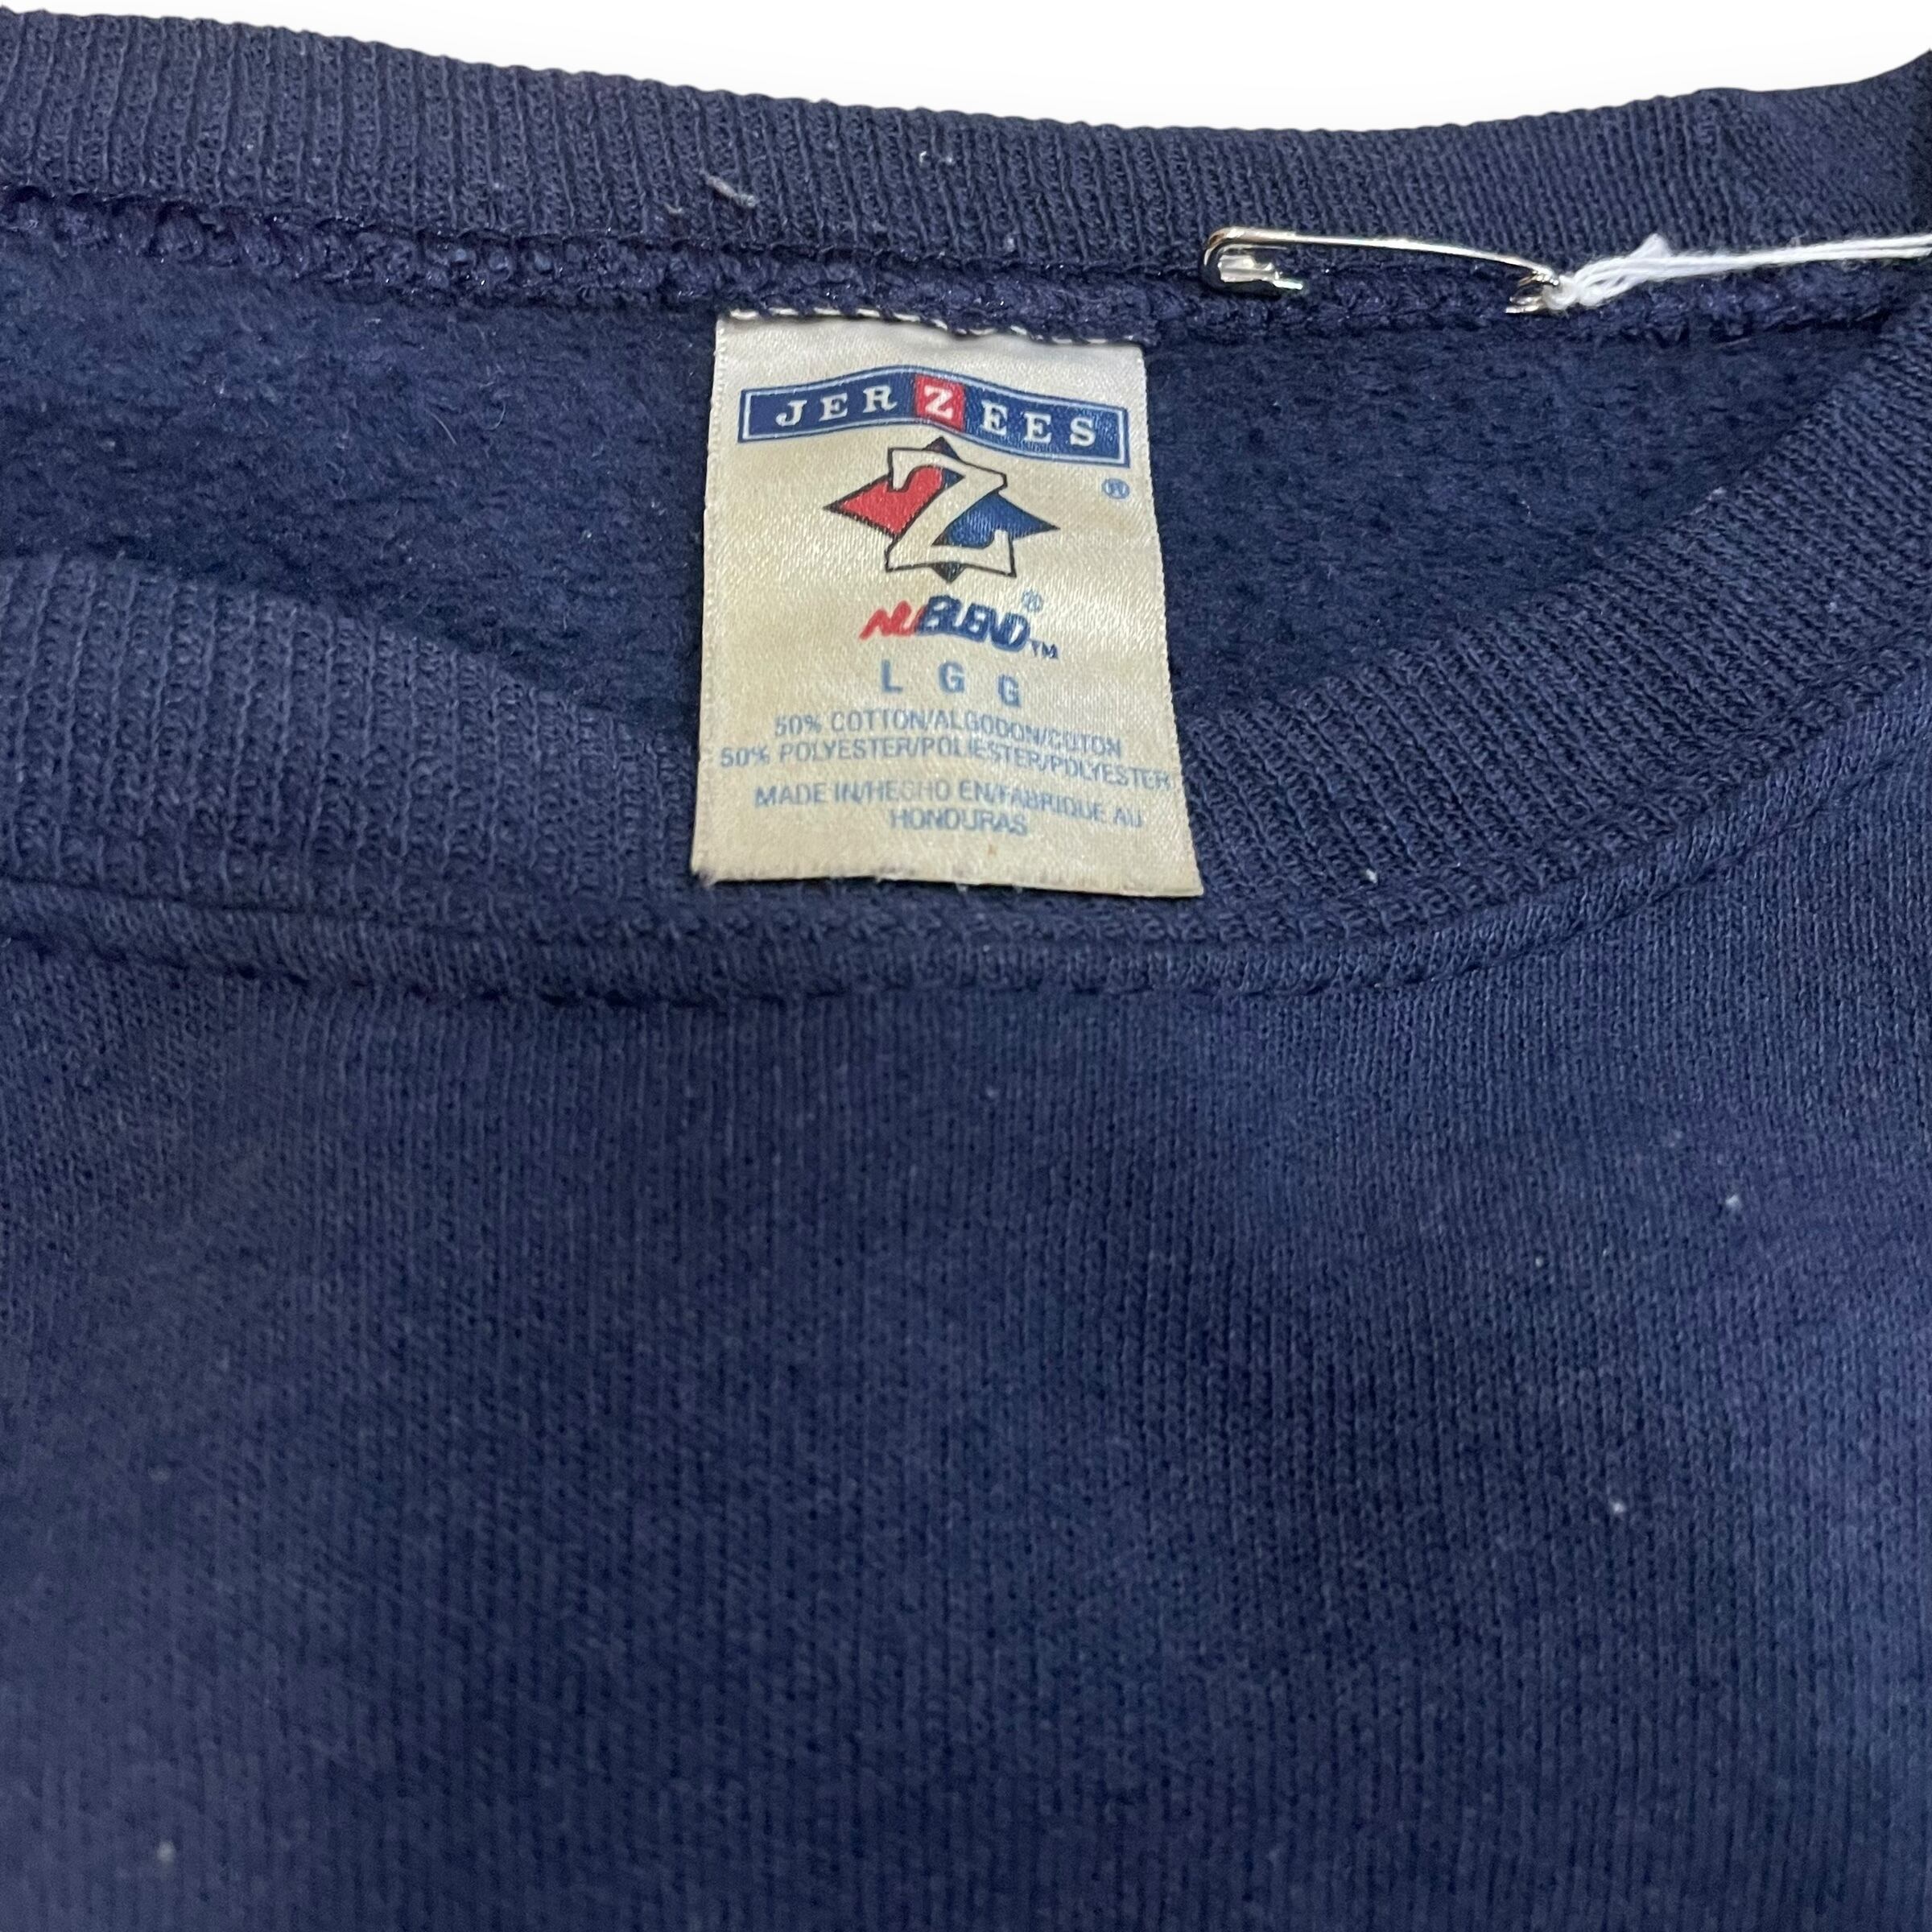 JERZEES
®
Z
NUBLEND®
TM
L G G
50% COTTON/ALGODON/COTON
50% POLYESTER/POLIESTER/POLYESTER
MADE IN/HECHO EN/FABRIQUE AU
HONDURAS